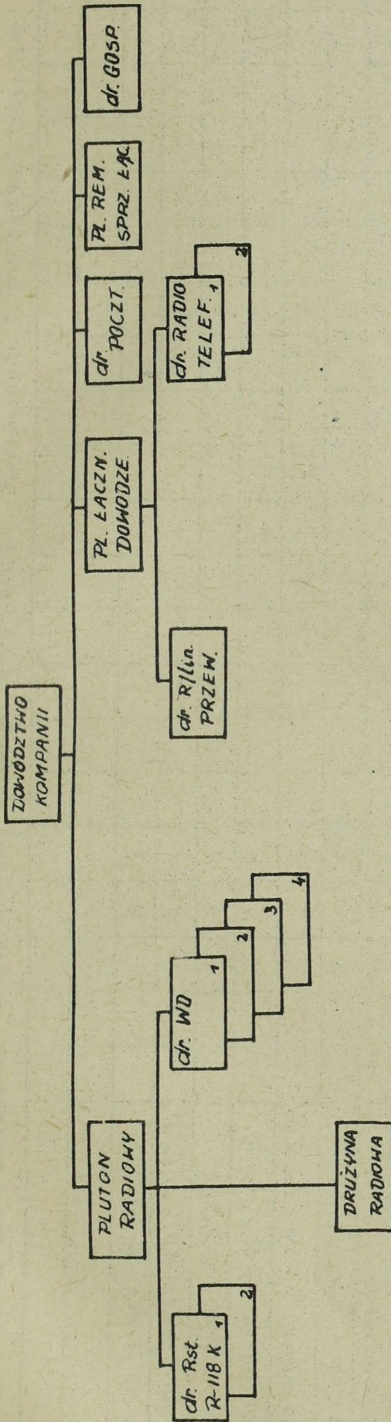 DOWÓDZTWO
KOMPANII
PLUTON
RADIOWY
PL. ŁĄCZN.
DOWODZE.
dr.
POCZT.
PL. REM.
SPRZ. ŁĄC.
dr. GOSP.
dr. Rst.
R-118 K
1
2
dr. WD
1
2
3
4
dr. R/lin.
PRZEW.
dr. RADIO
TELEF.
1
2
DRUŻYNA
RADIOWA